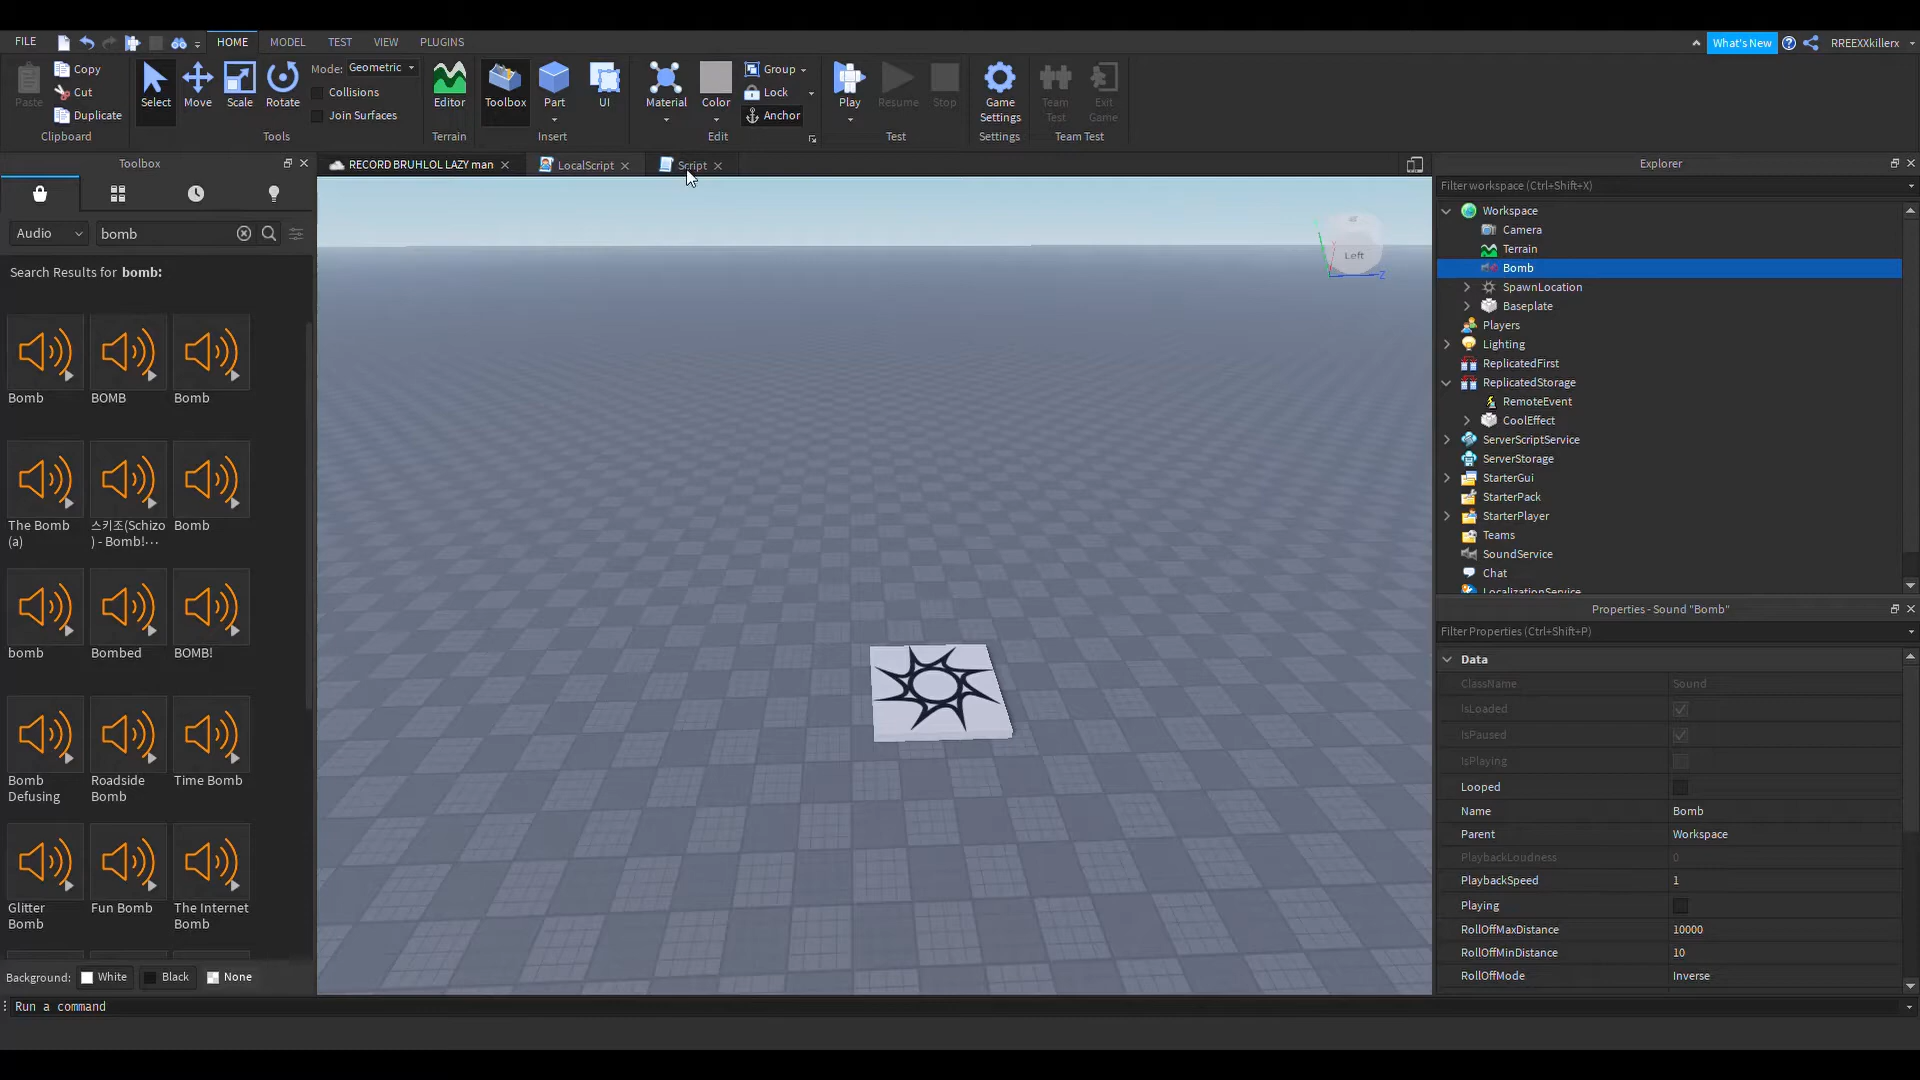 FILE
HOME
MODEL
TEST
VIEW
PLUGINS
What's New
RREEXXkillerx
Paste
Copy
Cut
Duplicate
Clipboard
Select
Move
Scale
Rotate
Mode: Geometric
Collisions
Join Surfaces
Tools
Editor
Terrain
Toolbox
Part
UI
Insert
Material
Color
Group
Lock
Anchor
Edit
Play
Resume
Stop
Test
Game
Settings
Settings
Team
Test
Exit
Game
Team Test
Toolbox
Audio
bomb
Search Results for bomb:
Bomb
BOMB
Bomb
The Bomb
(a)
스키조(Schizo
) - Bomb!···
Bomb
bomb
Bombed
BOMB!
Bomb
Defusing
Roadside
Bomb
Time Bomb
Glitter
Bomb
Fun Bomb
The Internet
Bomb
Background:
White
Black
None
Run a command
RECORD BRUHLOL LAZY man
LocalScript
Script
Left
Z
Explorer
Filter workspace (Ctrl+Shift+X)
Workspace
Camera
Terrain
Bomb
SpawnLocation
Baseplate
Players
Lighting
ReplicatedFirst
ReplicatedStorage
RemoteEvent
CoolEffect
ServerScriptService
ServerStorage
StarterGui
StarterPack
StarterPlayer
Teams
SoundService
Chat
LocalizationService
Properties - Sound "Bomb"
Filter Properties (Ctrl+Shift+P)
Data
ClassName Sound
IsLoaded
IsPaused
IsPlaying
Looped
Name Bomb
Parent Workspace
PlaybackLoudness 0
PlaybackSpeed 1
Playing
RollOffMaxDistance 10000
RollOffMinDistance 10
RollOffMode Inverse